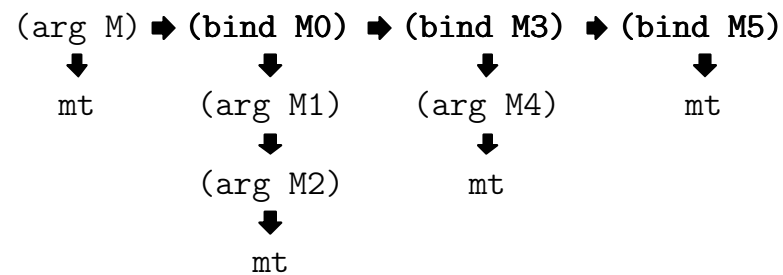 (arg M) ➡ (bind M0) ➡ (bind M3) ➡ (bind M5)
mt (arg M1) (arg M4) mt
(arg M2) mt
mt